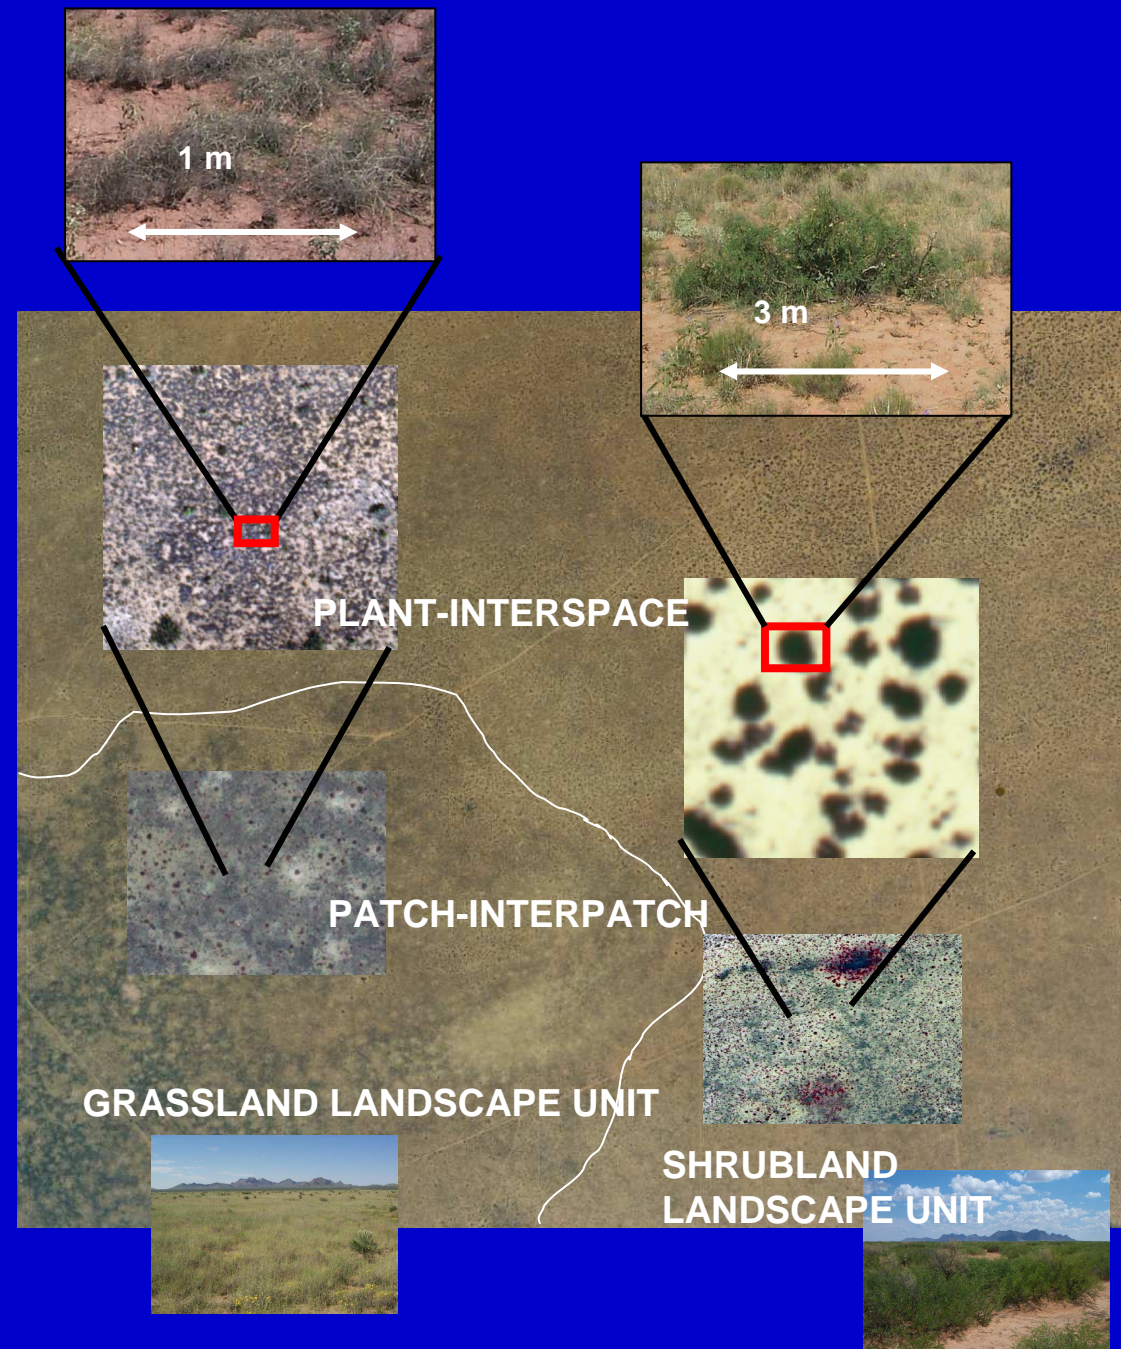 1 m
3 m
PLANT-INTERSPACE
PATCH-INTERPATCH
GRASSLAND LANDSCAPE UNIT
SHRUBLAND
LANDSCAPE UNIT